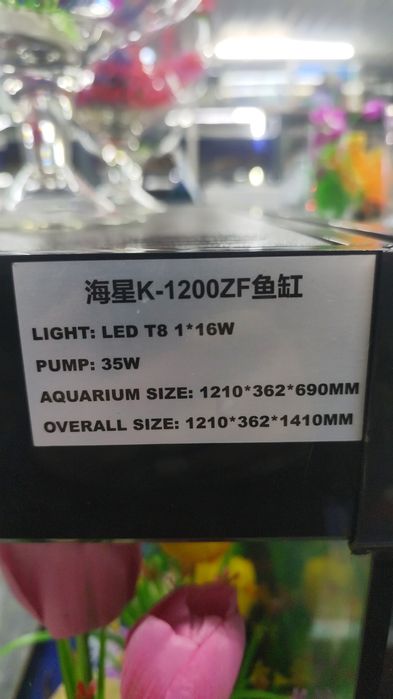 海星K-1200ZF鱼缸
LIGHT: LED T8 1*16W
PUMP: 35W
AQUARIUM SIZE: 1210*362*690MM
OVERALL SIZE: 1210*362*1410MM